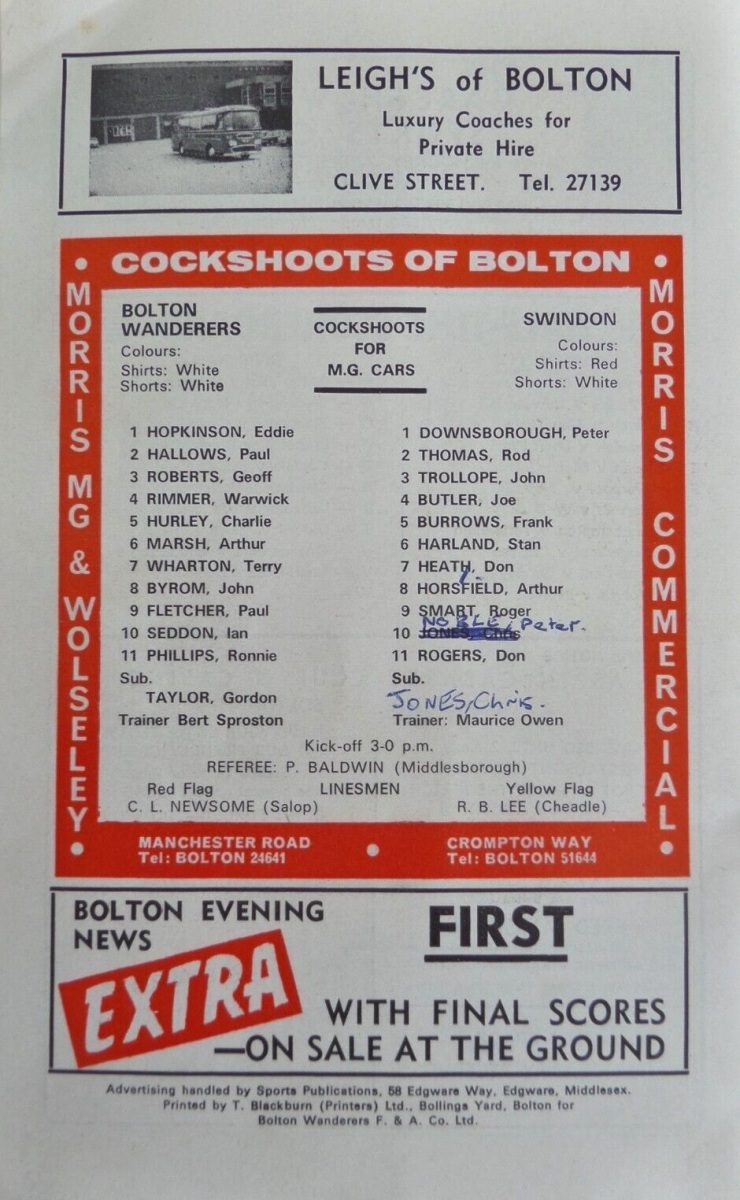 LEIGH'S of BOLTON
Luxury Coaches for
Private Hire
CLIVE STREET. Tel. 27139
• COCKSHOOTS OF BOLTON •
MORRIS MG & WOLSELEY •
MORRIS COMMERCIAL •
BOLTON
WANDERERS
Colours:
Shirts: White
Shorts: White
COCKSHOOTS
FOR
M.G. CARS
SWINDON
Colours:
Shirts: Red
Shorts: White
1 HOPKINSON, Eddie
2 HALLOWS, Paul
3 ROBERTS, Geoff
4 RIMMER, Warwick
5 HURLEY, Charlie
6 MARSH, Arthur
7 WHARTON, Terry
8 BYROM, John
9 FLETCHER, Paul
10 SEDDON, Ian
11 PHILLIPS, Ronnie
Sub.
TAYLOR, Gordon
Trainer Bert Sproston
1 DOWNSBOROUGH, Peter
2 THOMAS, Rod
3 TROLLOPE, John
4 BUTLER, Joe
5 BURROWS, Frank
6 HARLAND, Stan
7 HEATH, Don
8 HORSFIELD, Arthur
9 SMART, Roger
NOBLE, Peter.
10 JONES, Chris
11 ROGERS, Don
Sub.
JONES, Chris.
Trainer: Maurice Owen
Kick-off 3-0 p.m.
REFEREE: P. BALDWIN (Middlesborough)
Red Flag LINESMEN Yellow Flag
C. L. NEWSOME (Salop) R. B. LEE (Cheadle)
MANCHESTER ROAD • CROMPTON WAY
Tel: BOLTON 24641 Tel: BOLTON 51644
BOLTON EVENING
NEWS
EXTRA
FIRST
WITH FINAL SCORES
—ON SALE AT THE GROUND
Advertising handled by Sports Publications, 58 Edgware Way, Edgware, Middlesex.
Printed by T. Blackburn (Printers) Ltd., Bollings Yard, Bolton for
Bolton Wanderers F. & A. Co. Ltd.